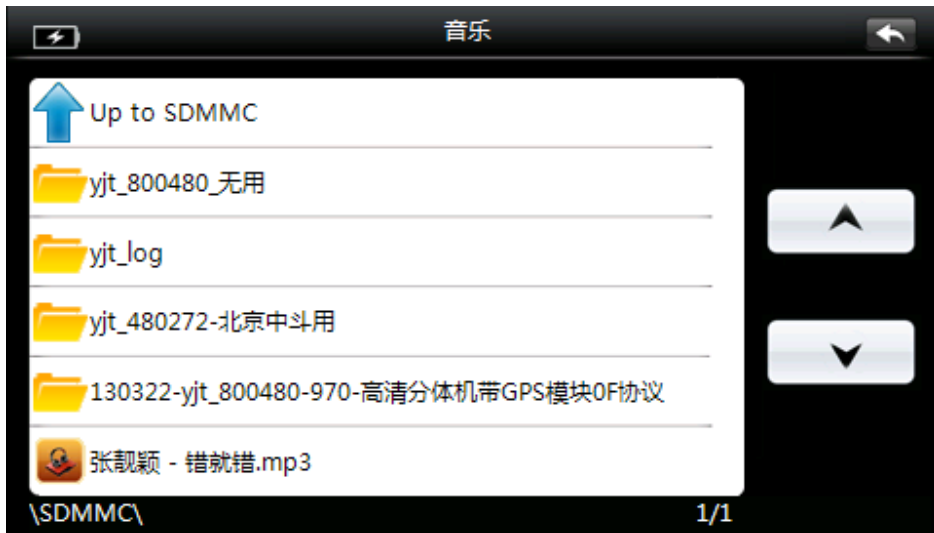 音乐
Up to SDMMC
yjt_800480_无用
yjt_log
yjt_480272-北京中斗用
130322-yjt_800480-970-高清分体机带GPS模块0F协议
张靓颖 - 错就错.mp3
\SDMMC\ 1/1